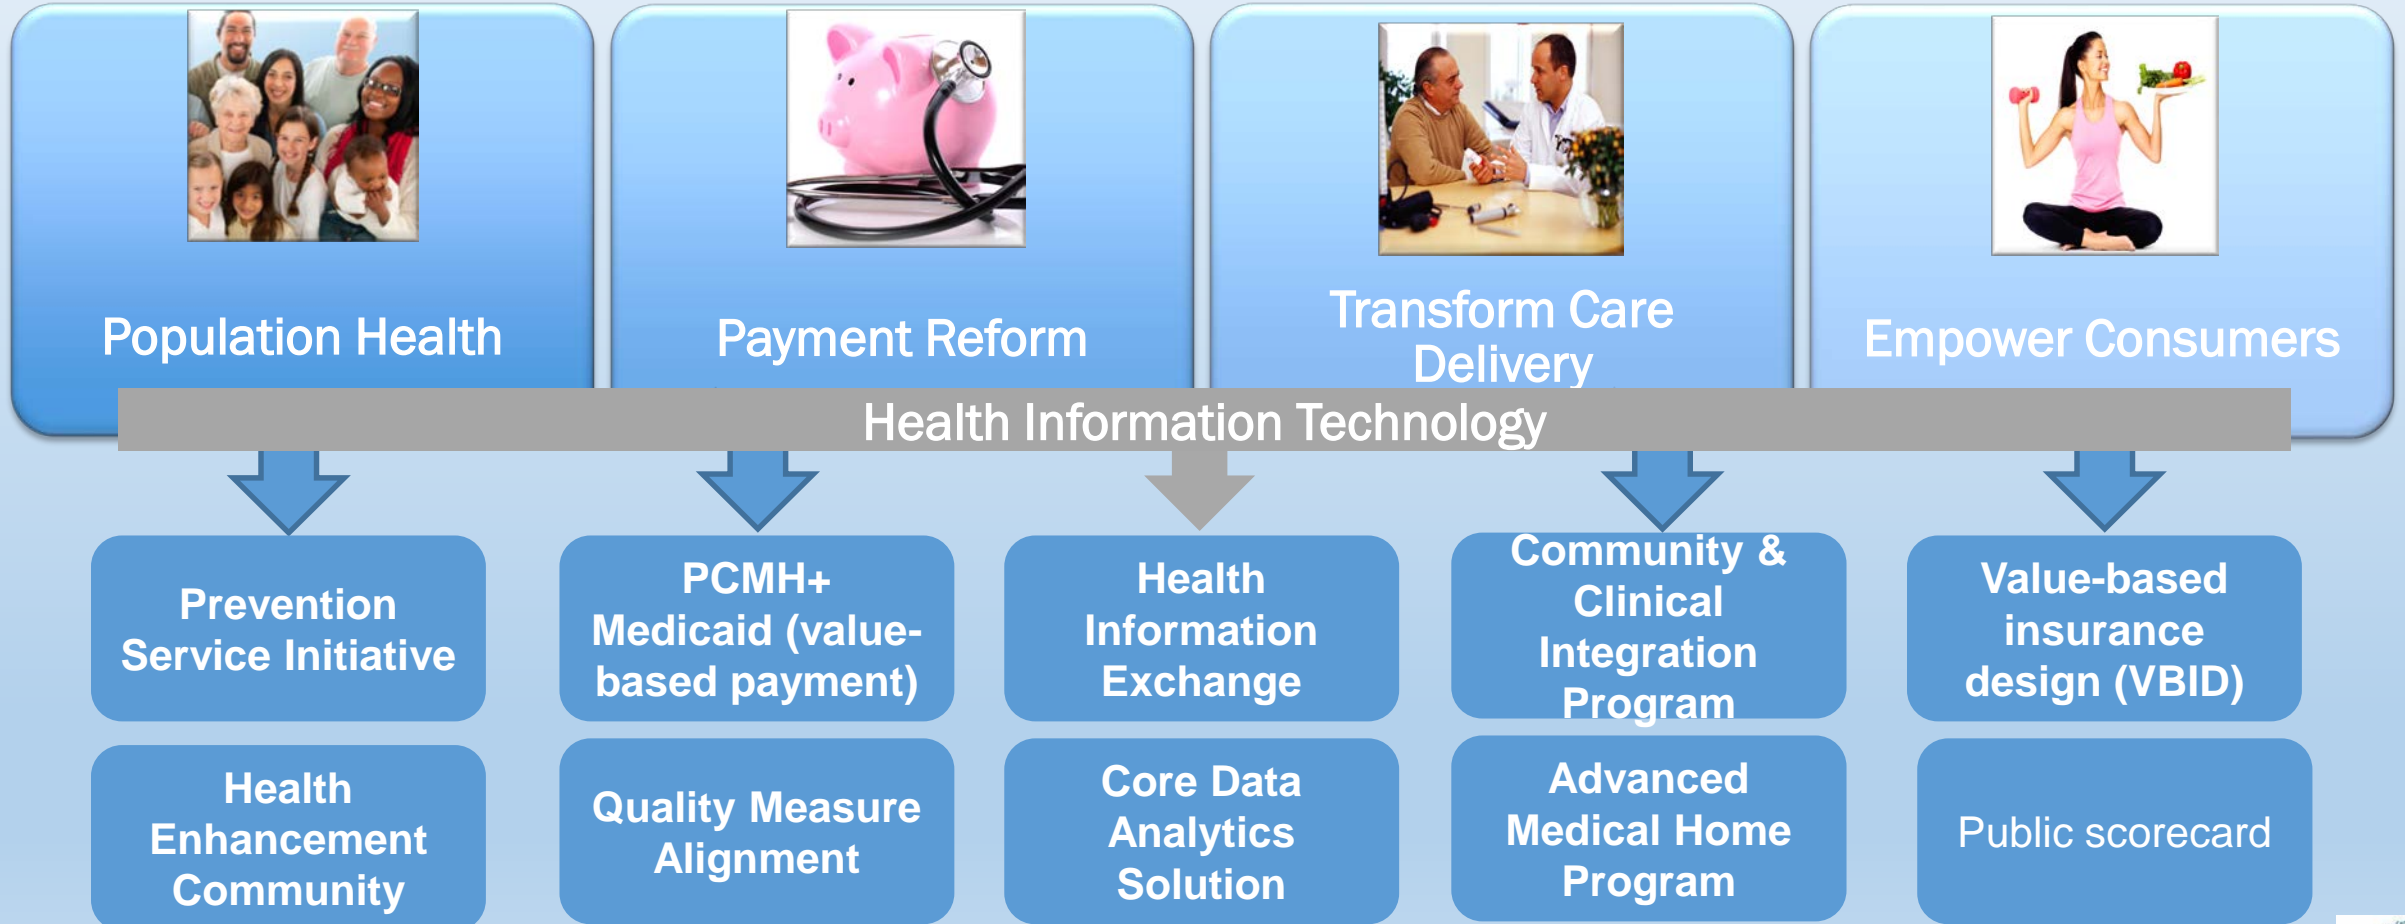 Population Health
Payment Reform
Transform Care
Delivery
Empower Consumers
Health Information Technology
Prevention
Service Initiative
PCMH+
Medicaid (value-
based payment)
Health
Information
Exchange
Community &
Clinical
Integration
Program
Value-based
insurance
design (VBID)
Health
Enhancement
Community
Quality Measure
Alignment
Core Data
Analytics
Solution
Advanced
Medical Home
Program
Public scorecard